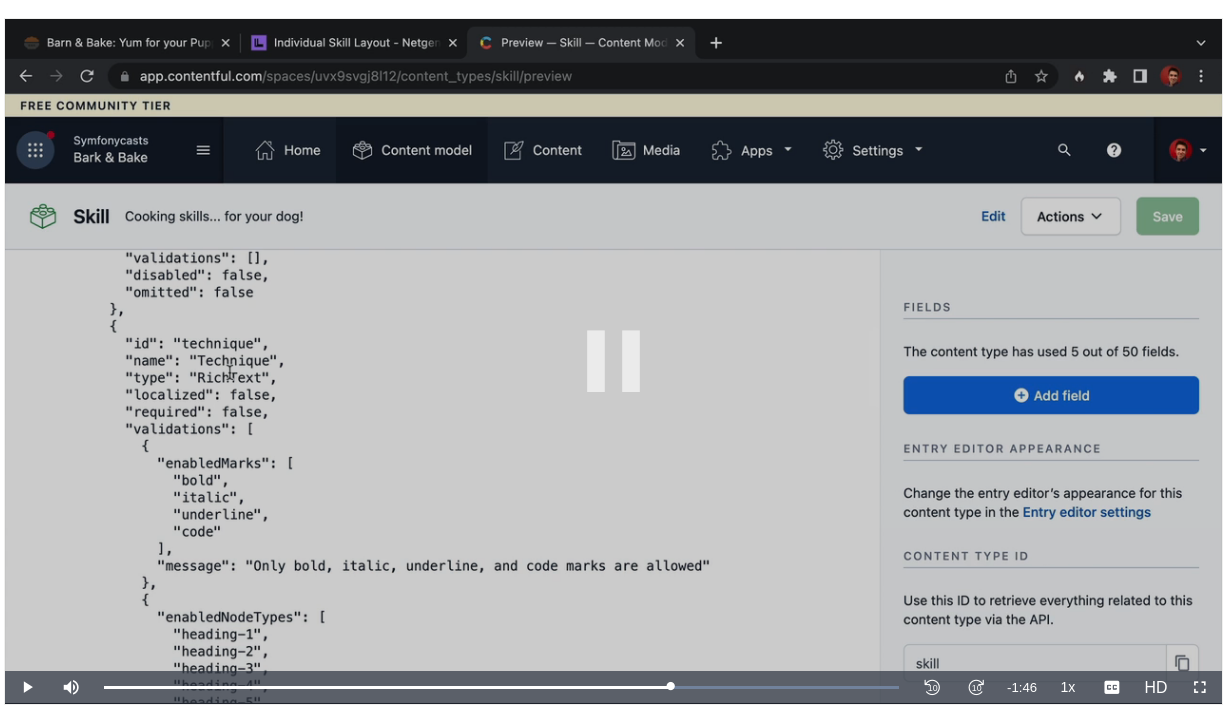 Barn & Bake: Yum for your Pup
Individual Skill Layout - Netgen
Preview — Skill — Content Mod
app.contentful.com/spaces/uvx9svgj8l12/content_types/skill/preview
FREE COMMUNITY TIER
Symfonycasts
Bark & Bake
Home
Content model
Content
Media
Apps
Settings
Skill
Cooking skills... for your dog!
Edit
Actions
Save
"validations": [],
"disabled": false,
"omitted": false
},
{
"id": "technique",
"name": "Technique",
"type": "RichText",
"localized": false,
"required": false,
"validations": [
{
"enabledMarks": [
"bold",
"italic",
"underline",
"code"
],
"message": "Only bold, italic, underline, and code marks are allowed"
},
{
"enabledNodeTypes": [
"heading-1",
"heading-2",
"heading-3",
"heading-4",
"heading-5",
FIELDS
The content type has used 5 out of 50 fields.
Add field
ENTRY EDITOR APPEARANCE
Change the entry editor's appearance for this
content type in the Entry editor settings
CONTENT TYPE ID
Use this ID to retrieve everything related to this
content type via the API.
skill
10
10
-1:46
1x
CC
HD